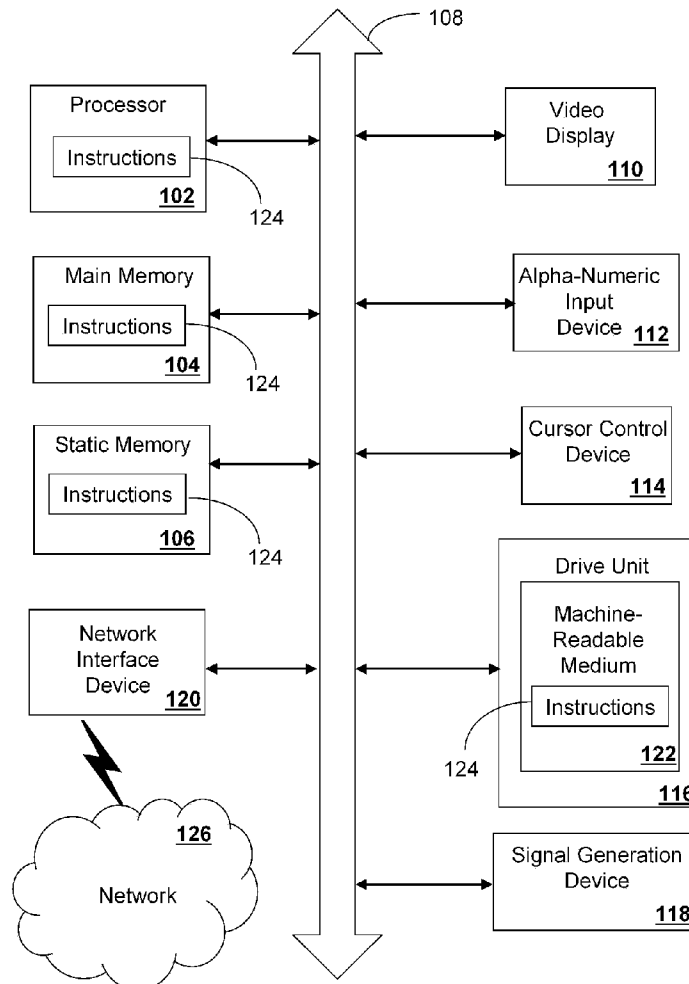 108
Processor
Instructions
102
124
Main Memory
Instructions
104
124
Static Memory
Instructions
106
124
Network
Interface
Device
120
126
Network
Video
Display
110
Alpha-Numeric
Input
Device
112
Cursor Control
Device
114
Drive Unit
Machine-
Readable
Medium
Instructions
122
124
116
Signal Generation
Device
118